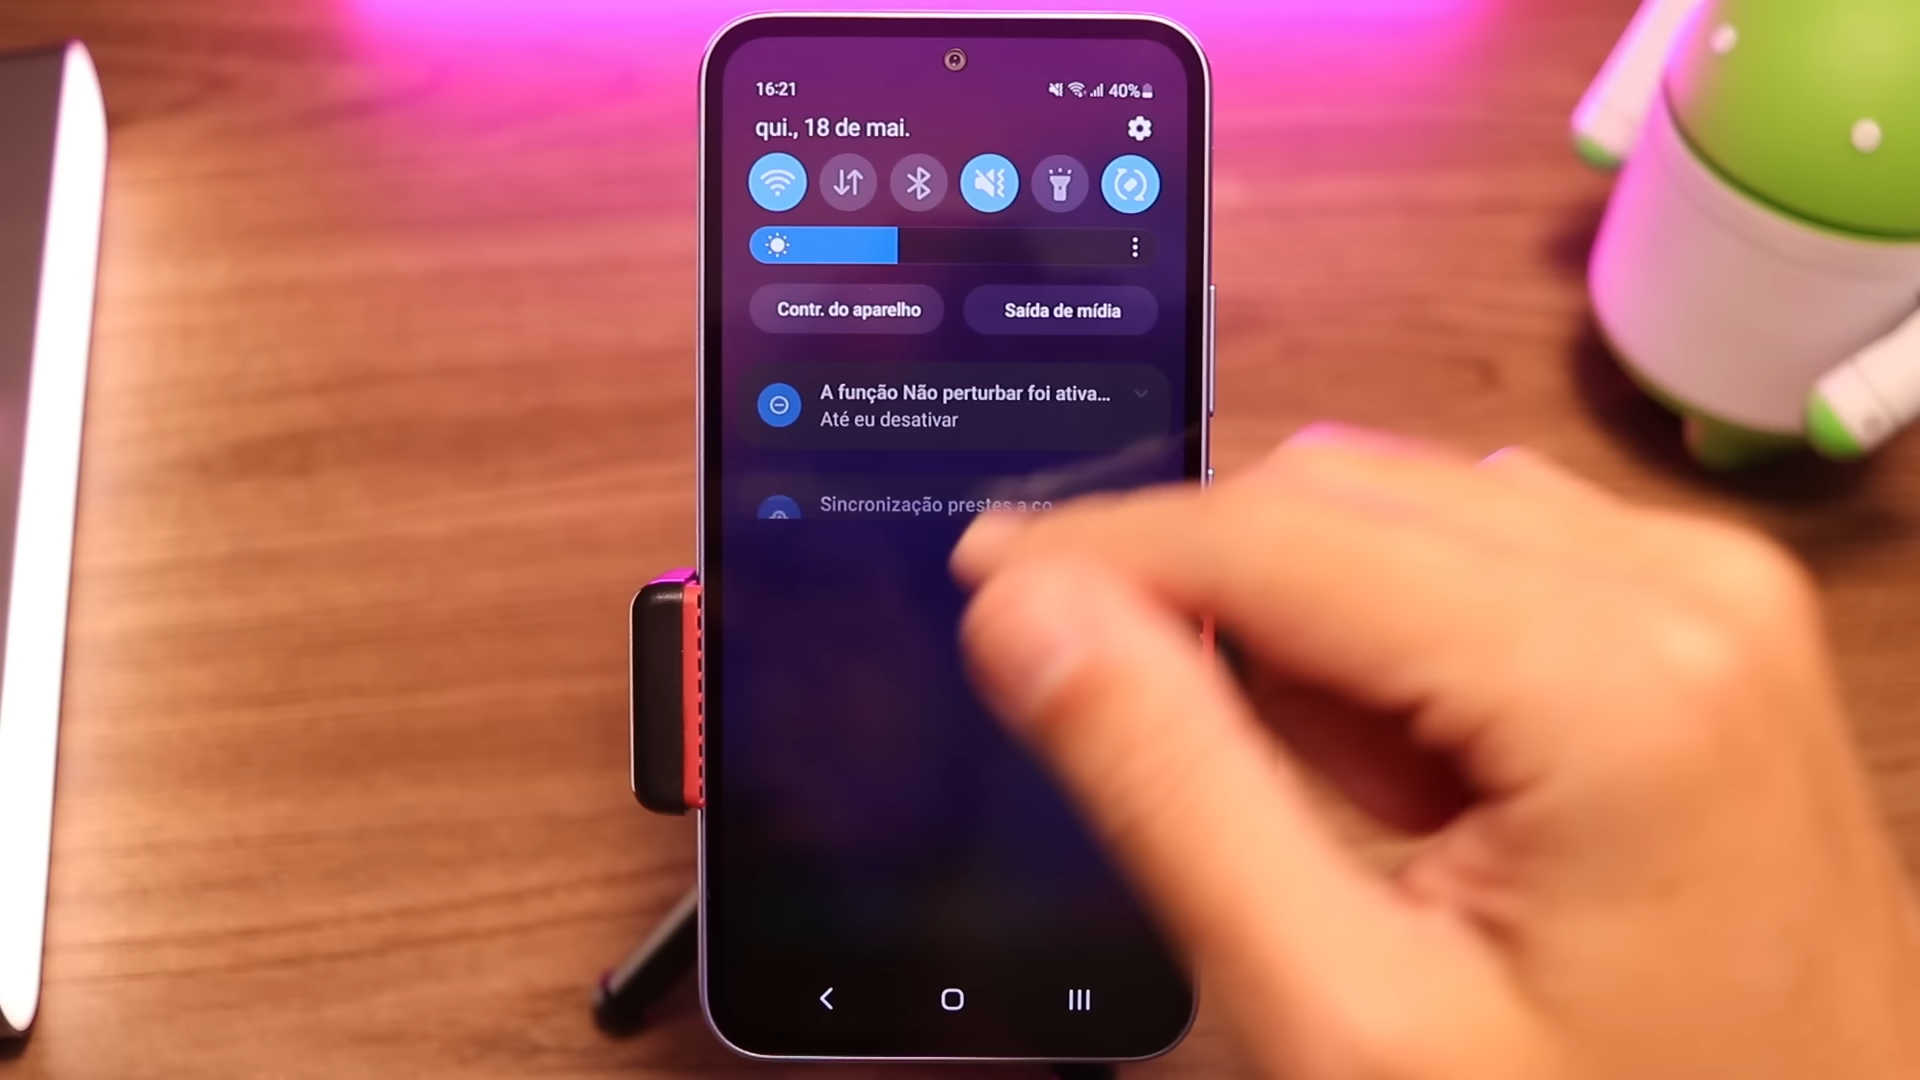 16:21
40%
qui., 18 de mai.
Contr. do aparelho
Saída de mídia
A função Não perturbar foi ativa...
Até eu desativar
Sincronização prestes a co